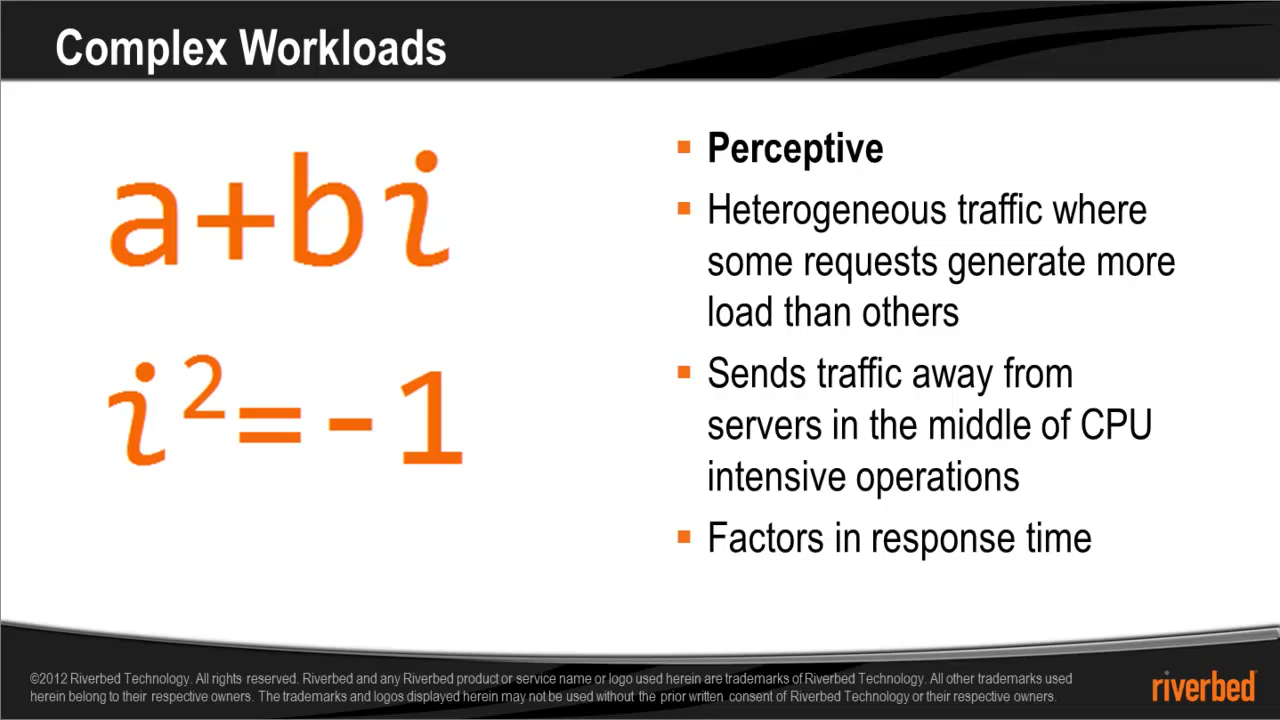 Complex Workloads
a+bi
i²=-1
▪ Perceptive
▪ Heterogeneous traffic where
some requests generate more
load than others
▪ Sends traffic away from
servers in the middle of CPU
intensive operations
▪ Factors in response time
©2012 Riverbed Technology. All rights reserved. Riverbed and any Riverbed product or service name or logo used herein are trademarks of Riverbed Technology. All other trademarks used
herein belong to their respective owners. The trademarks and logos displayed herein may not be used without the prior written consent of Riverbed Technology or their respective owners.
riverbed